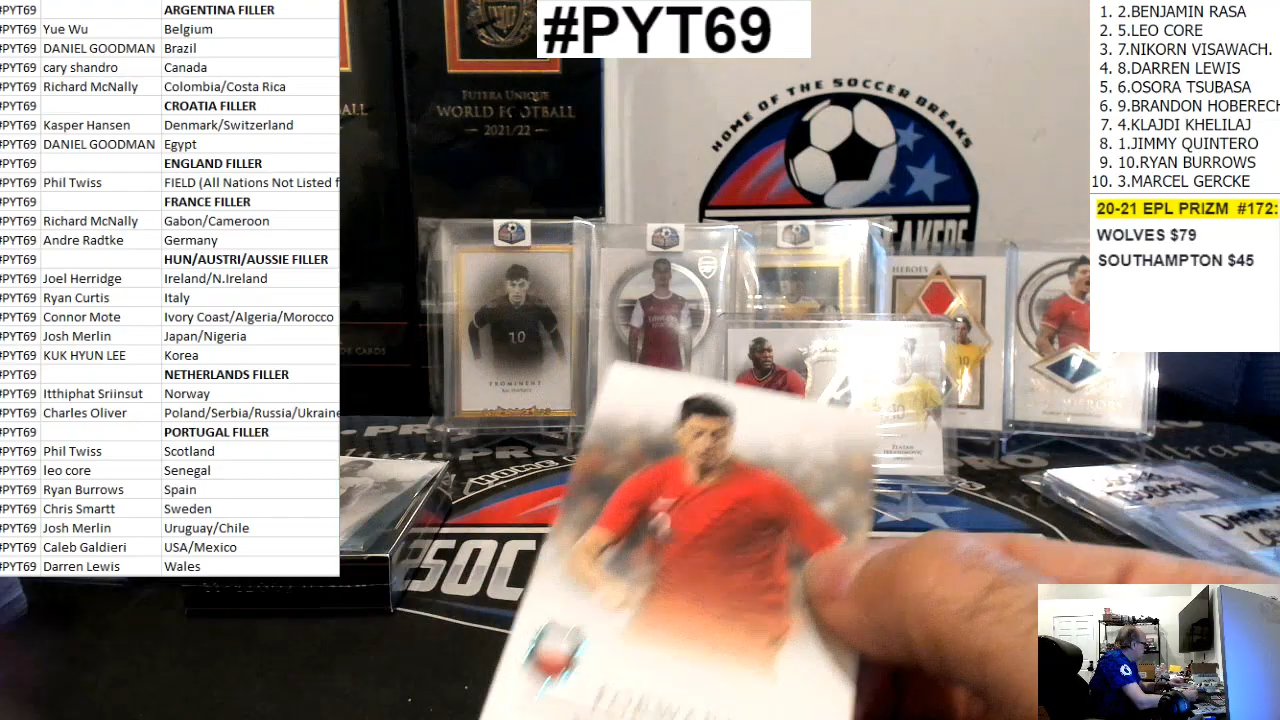 #PYT69 ARGENTINA FILLER
#PYT69 Yue Wu Belgium
#PYT69 DANIEL GOODMAN Brazil
#PYT69 cary shandro Canada
#PYT69 Richard McNally Colombia/Costa Rica
#PYT69 CROATIA FILLER
#PYT69 Kasper Hansen Denmark/Switzerland
#PYT69 DANIEL GOODMAN Egypt
#PYT69 ENGLAND FILLER
#PYT69 Phil Twiss FIELD (All Nations Not Listed f
#PYT69 FRANCE FILLER
#PYT69 Richard McNally Gabon/Cameroon
#PYT69 Andre Radtke Germany
#PYT69 HUN/AUSTRI/AUSSIE FILLER
#PYT69 Joel Herridge Ireland/N.Ireland
#PYT69 Ryan Curtis Italy
#PYT69 Connor Mote Ivory Coast/Algeria/Morocco
#PYT69 Josh Merlin Japan/Nigeria
#PYT69 KUK HYUN LEE Korea
#PYT69 NETHERLANDS FILLER
#PYT69 Itthiphat Sriinsut Norway
#PYT69 Charles Oliver Poland/Serbia/Russia/Ukraine
#PYT69 PORTUGAL FILLER
#PYT69 Phil Twiss Scotland
#PYT69 leo core Senegal
#PYT69 Ryan Burrows Spain
#PYT69 Chris Smartt Sweden
#PYT69 Josh Merlin Uruguay/Chile
#PYT69 Caleb Galdieri USA/Mexico
#PYT69 Darren Lewis Wales
#PYT69
FUTERA UNIQUE
WORLD FOOTBALL
2021/22
HOME OF THE SOCCER BREAKS
HEROES
10
PROMINENT
10
SOC
1. 2.BENJAMIN RASA
2. 5.LEO CORE
3. 7.NIKORN VISAWACH.
4. 8.DARREN LEWIS
5. 6.OSORA TSUBASA
6. 9.BRANDON HOBERECH
7. 4.KLAJDI KHELILAJ
8. 1.JIMMY QUINTERO
9. 10.RYAN BURROWS
10. 3.MARCEL GERCKE
20-21 EPL PRIZM #172:
WOLVES $79
SOUTHAMPTON $45